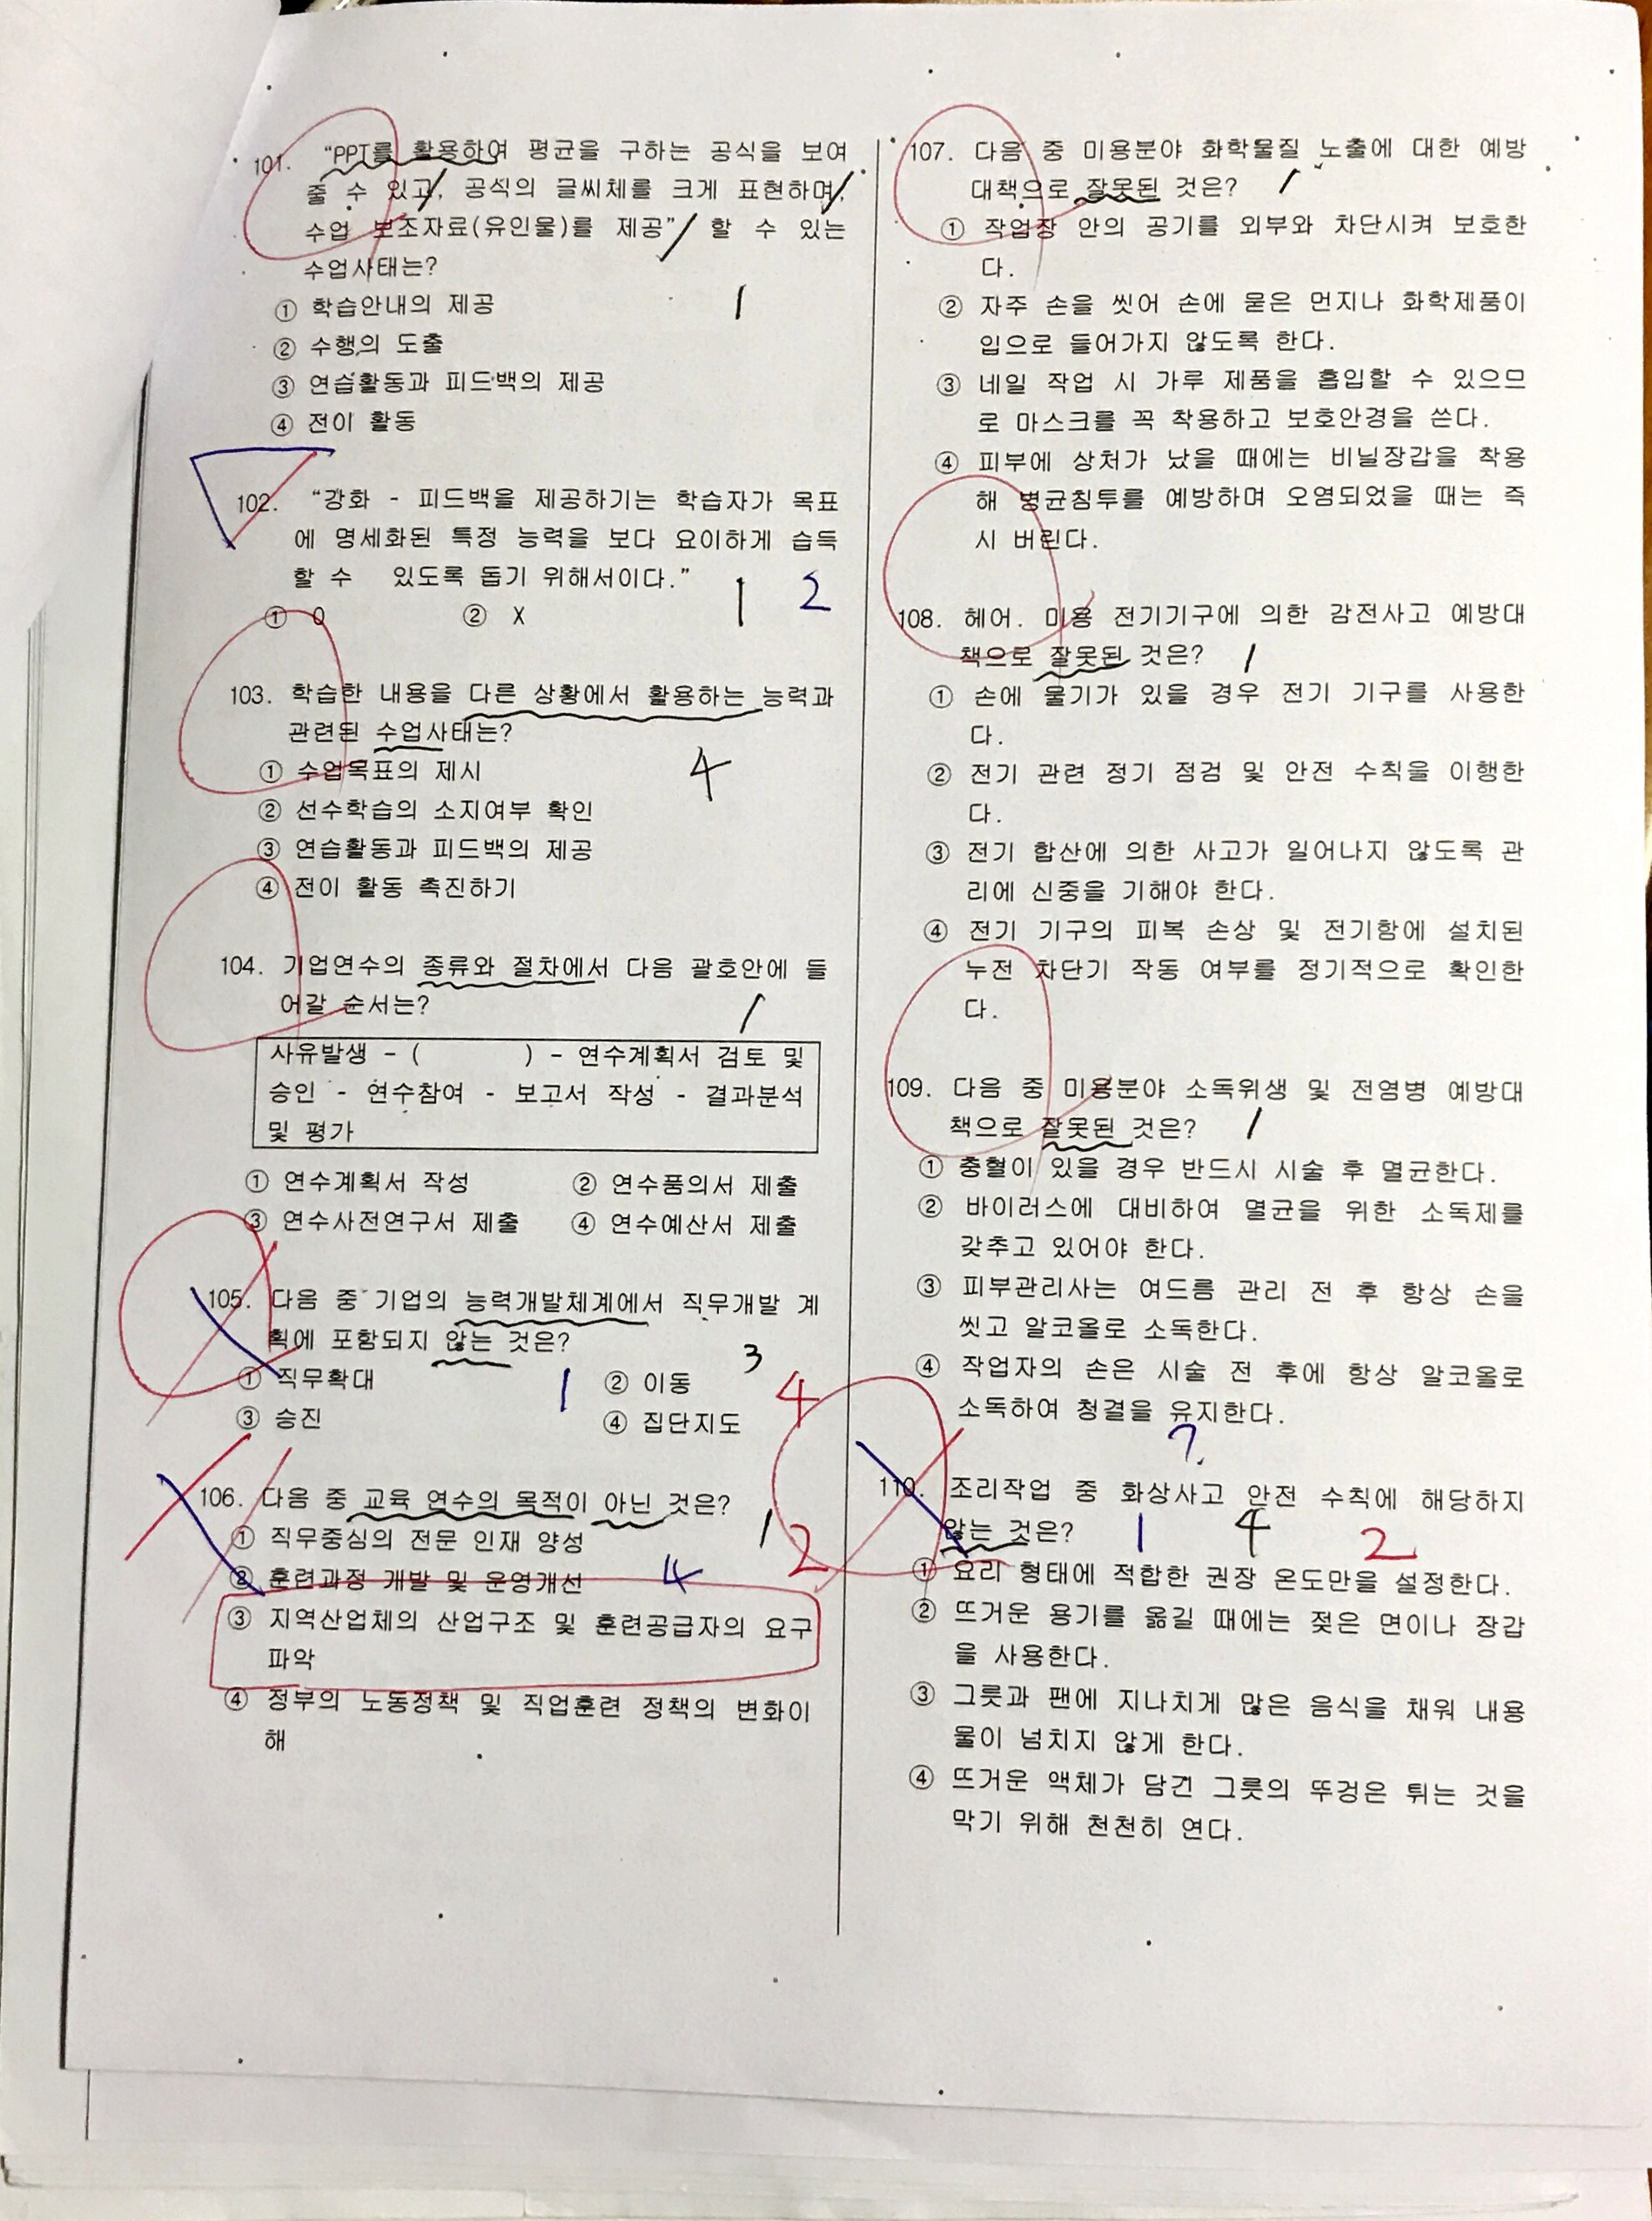 101. “PPT를 활용하여 평균을 구하는 공식을 보여
줄 수 있고, 공식의 글씨체를 크게 표현하며,
수업 보조자료(유인물)를 제공” 할 수 있는
수업사태는?
① 학습안내의 제공
1
② 수행의 도출
③ 연습활동과 피드백의 제공
④ 전이 활동
102. “강화 - 피드백을 제공하기는 학습자가 목표
에 명세화된 특정 능력을 보다 요이하게 습득
할 수 있도록 돕기 위해서이다.”
1 2
① O ② X
103. 학습한 내용을 다른 상황에서 활용하는 능력과
관련된 수업사태는?
① 수업목표의 제시
4
② 선수학습의 소지여부 확인
③ 연습활동과 피드백의 제공
④ 전이 활동 촉진하기
104. 기업연수의 종류와 절차에서 다음 괄호안에 들
어갈 순서는?
1
사유발생 - ( ) - 연수계획서 검토 및
승인 - 연수참여 - 보고서 작성 - 결과분석
및 평가
① 연수계획서 작성 ② 연수품의서 제출
③ 연수사전연구서 제출 ④ 연수예산서 제출
105. 다음 중 기업의 능력개발체계에서 직무개발 계
획에 포함되지 않는 것은?
3
① 직무확대 1 ② 이동 4
③ 승진 ④ 집단지도
106. 다음 중 교육 연수의 목적이 아닌 것은?
1 2
① 직무중심의 전문 인재 양성
② 훈련과정 개발 및 운영개선 4
③ 지역산업체의 산업구조 및 훈련공급자의 요구
파악
④ 정부의 노동정책 및 직업훈련 정책의 변화이
해
107. 다음 중 미용분야 화학물질 노출에 대한 예방
대책으로 잘못된 것은? 1
① 작업장 안의 공기를 외부와 차단시켜 보호한
다.
② 자주 손을 씻어 손에 묻은 먼지나 화학제품이
입으로 들어가지 않도록 한다.
③ 네일 작업 시 가루 제품을 흡입할 수 있으므
로 마스크를 꼭 착용하고 보호안경을 쓴다.
④ 피부에 상처가 났을 때에는 비닐장갑을 착용
해 병균침투를 예방하며 오염되었을 때는 즉
시 버린다.
108. 헤어. 미용 전기기구에 의한 감전사고 예방대
책으로 잘못된 것은? 1
① 손에 물기가 있을 경우 전기 기구를 사용한
다.
② 전기 관련 정기 점검 및 안전 수칙을 이행한
다.
③ 전기 합산에 의한 사고가 일어나지 않도록 관
리에 신중을 기해야 한다.
④ 전기 기구의 피복 손상 및 전기함에 설치된
누전 차단기 작동 여부를 정기적으로 확인한
다.
109. 다음 중 미용분야 소독위생 및 전염병 예방대
책으로 잘못된 것은? 1
① 충혈이 있을 경우 반드시 시술 후 멸균한다.
② 바이러스에 대비하여 멸균을 위한 소독제를
갖추고 있어야 한다.
③ 피부관리사는 여드름 관리 전 후 항상 손을
씻고 알코올로 소독한다.
④ 작업자의 손은 시술 전 후에 항상 알코올로
소독하여 청결을 유지한다.
?
110. 조리작업 중 화상사고 안전 수칙에 해당하지
않는 것은? 1 4 2
① 요리 형태에 적합한 권장 온도만을 설정한다.
② 뜨거운 용기를 옮길 때에는 젖은 면이나 장갑
을 사용한다.
③ 그릇과 팬에 지나치게 많은 음식을 채워 내용
물이 넘치지 않게 한다.
④ 뜨거운 액체가 담긴 그릇의 뚜겅은 튀는 것을
막기 위해 천천히 연다.